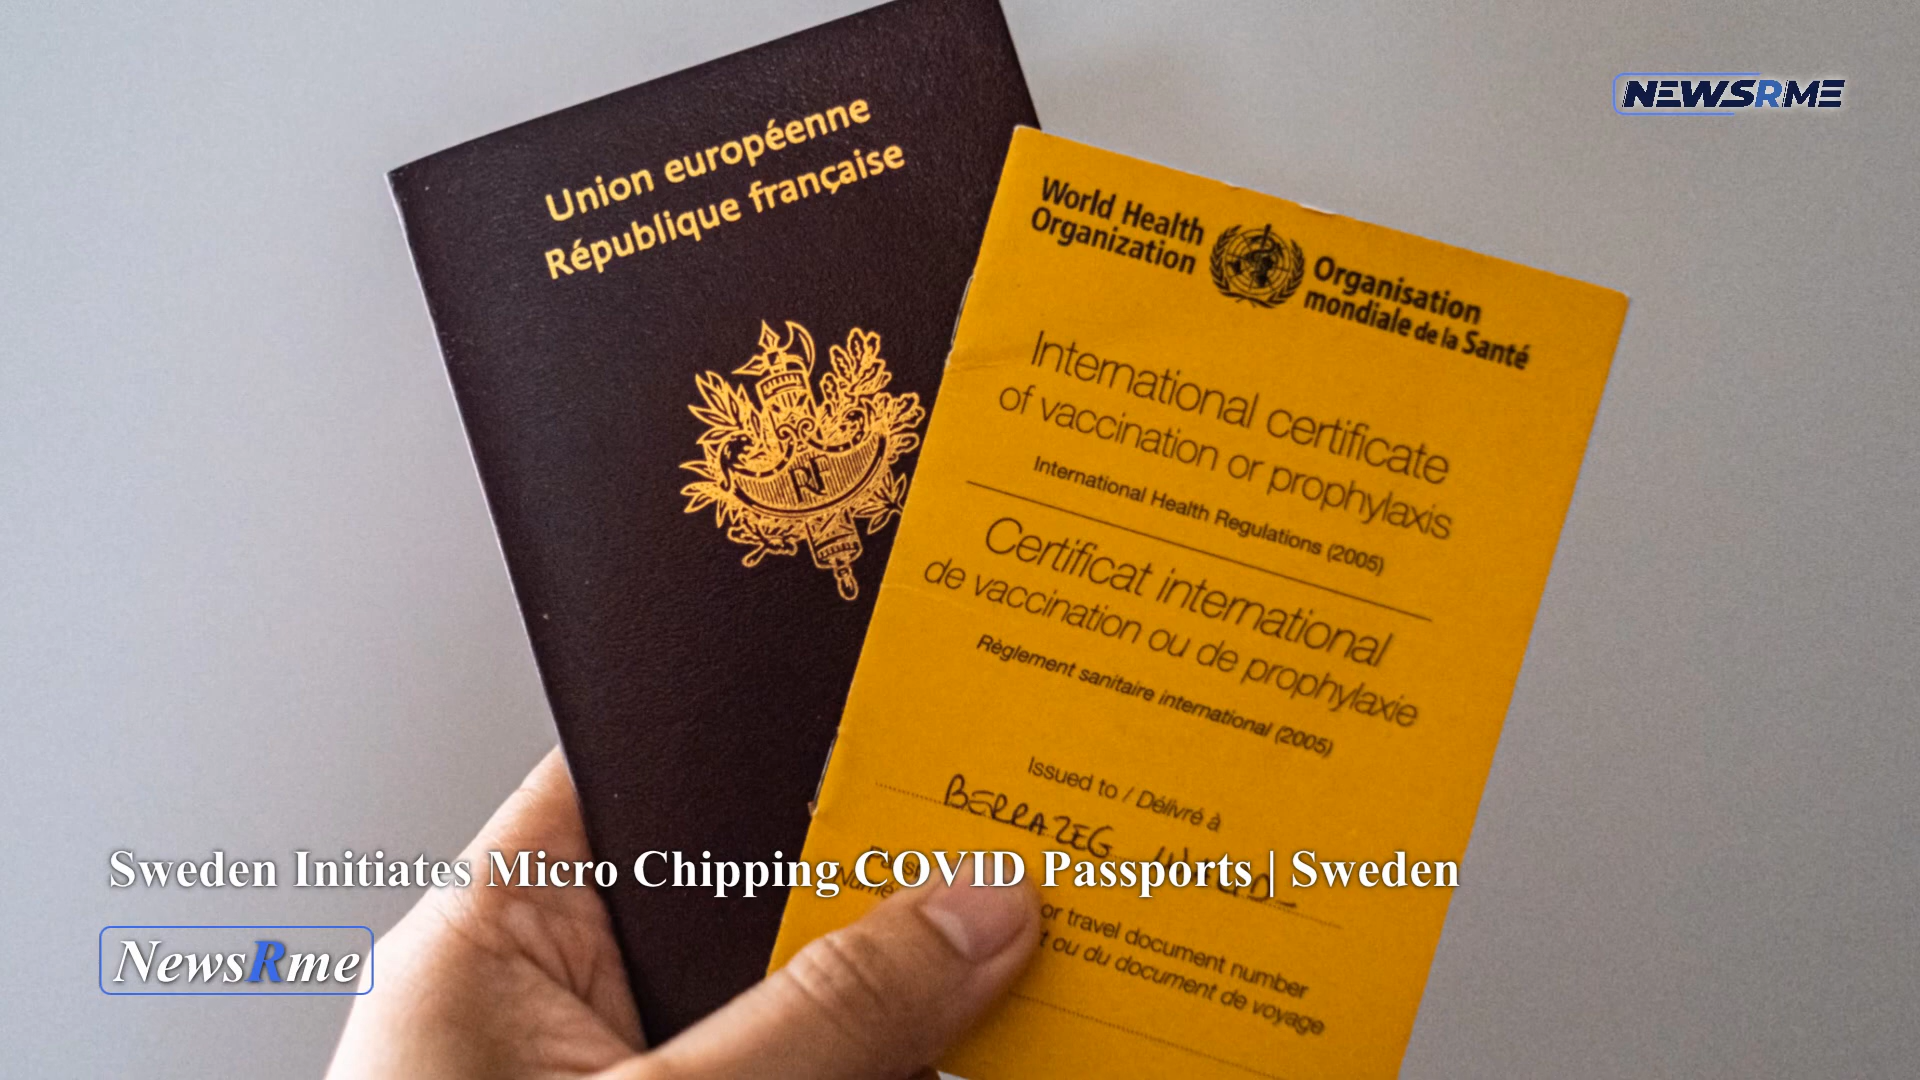 NEWSRME
Union européenne
République française
RF
World Health
Organization
Organisation
mondiale de la Santé
International certificate
of vaccination or prophylaxis
International Health Regulations (2005)
Certificat international
de vaccination ou de prophylaxie
Règlement sanitaire international (2005)
Issued to / Délivré à
BERRAZEG
Sweden Initiates Micro Chipping COVID Passports | Sweden
or travel document number
ou du document de voyage
NewsRme